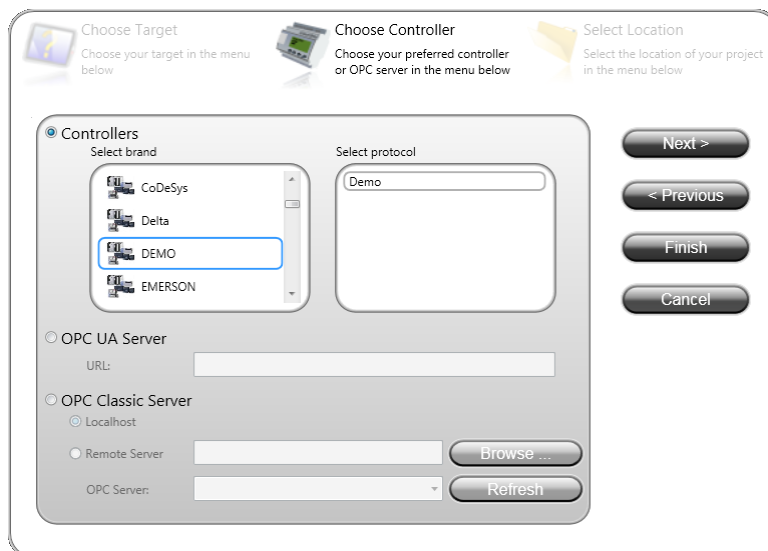 Choose Target
Choose your target in the menu
below
Choose Controller
Choose your preferred controller
or OPC server in the menu below
Select Location
Select the location of your project
in the menu below
Controllers
Select brand
Select protocol
CoDeSys
Delta
DEMO
EMERSON
Demo
Next >
< Previous
Finish
Cancel
OPC UA Server
URL:
OPC Classic Server
Localhost
Remote Server
Browse ...
OPC Server:
Refresh